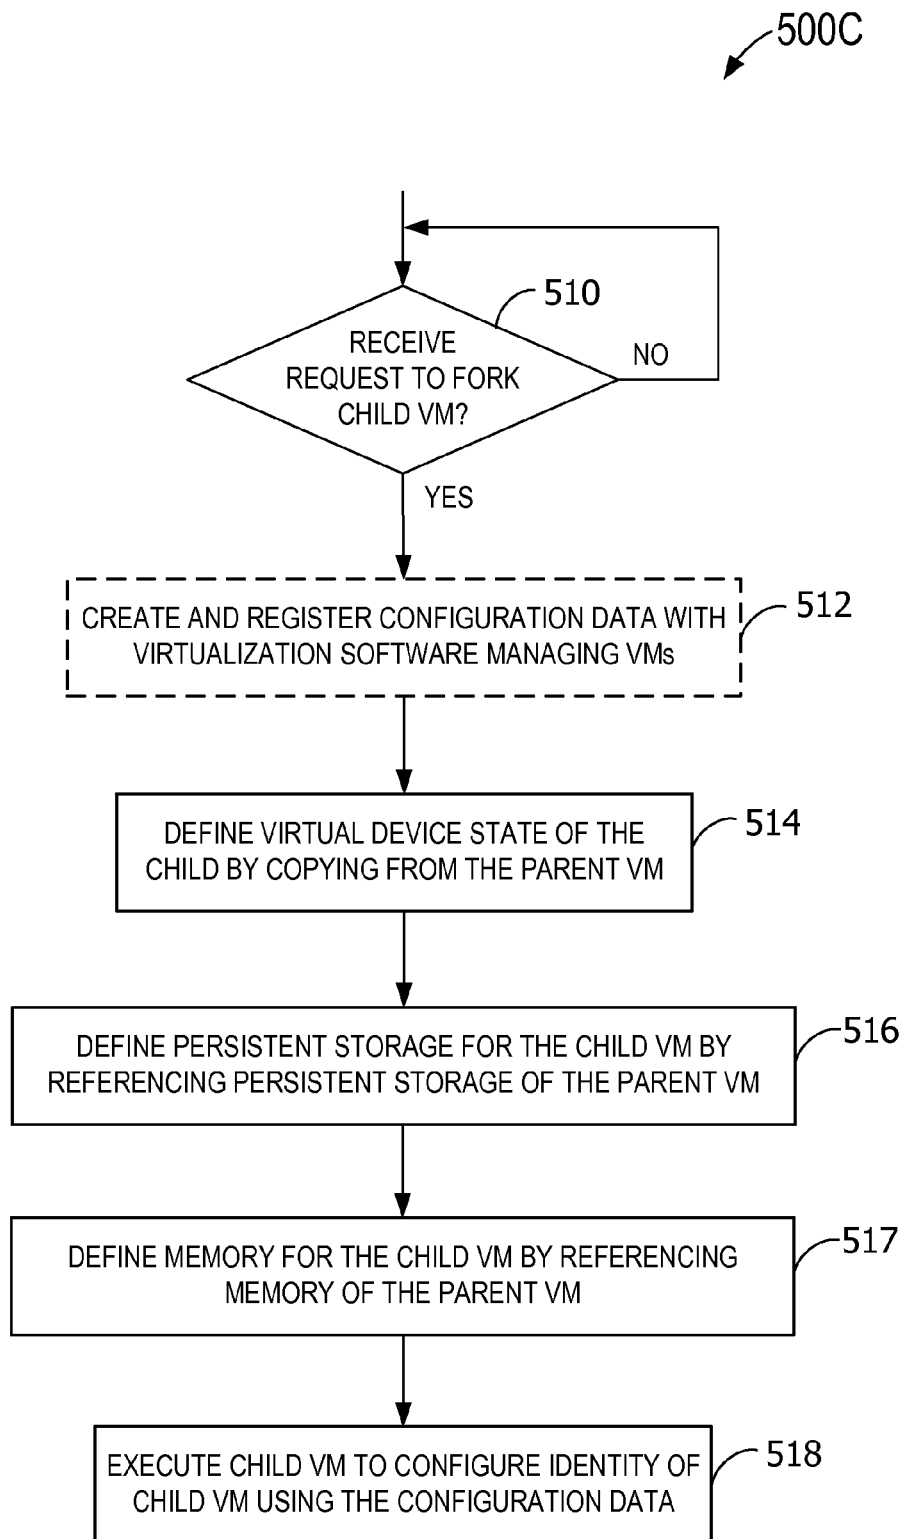 500C
510
RECEIVE
REQUEST TO FORK
CHILD VM?
NO
YES
CREATE AND REGISTER CONFIGURATION DATA WITH
VIRTUALIZATION SOFTWARE MANAGING VMs
512
DEFINE VIRTUAL DEVICE STATE OF THE
CHILD BY COPYING FROM THE PARENT VM
514
DEFINE PERSISTENT STORAGE FOR THE CHILD VM BY
REFERENCING PERSISTENT STORAGE OF THE PARENT VM
516
DEFINE MEMORY FOR THE CHILD VM BY REFERENCING
MEMORY OF THE PARENT VM
517
EXECUTE CHILD VM TO CONFIGURE IDENTITY OF
CHILD VM USING THE CONFIGURATION DATA
518